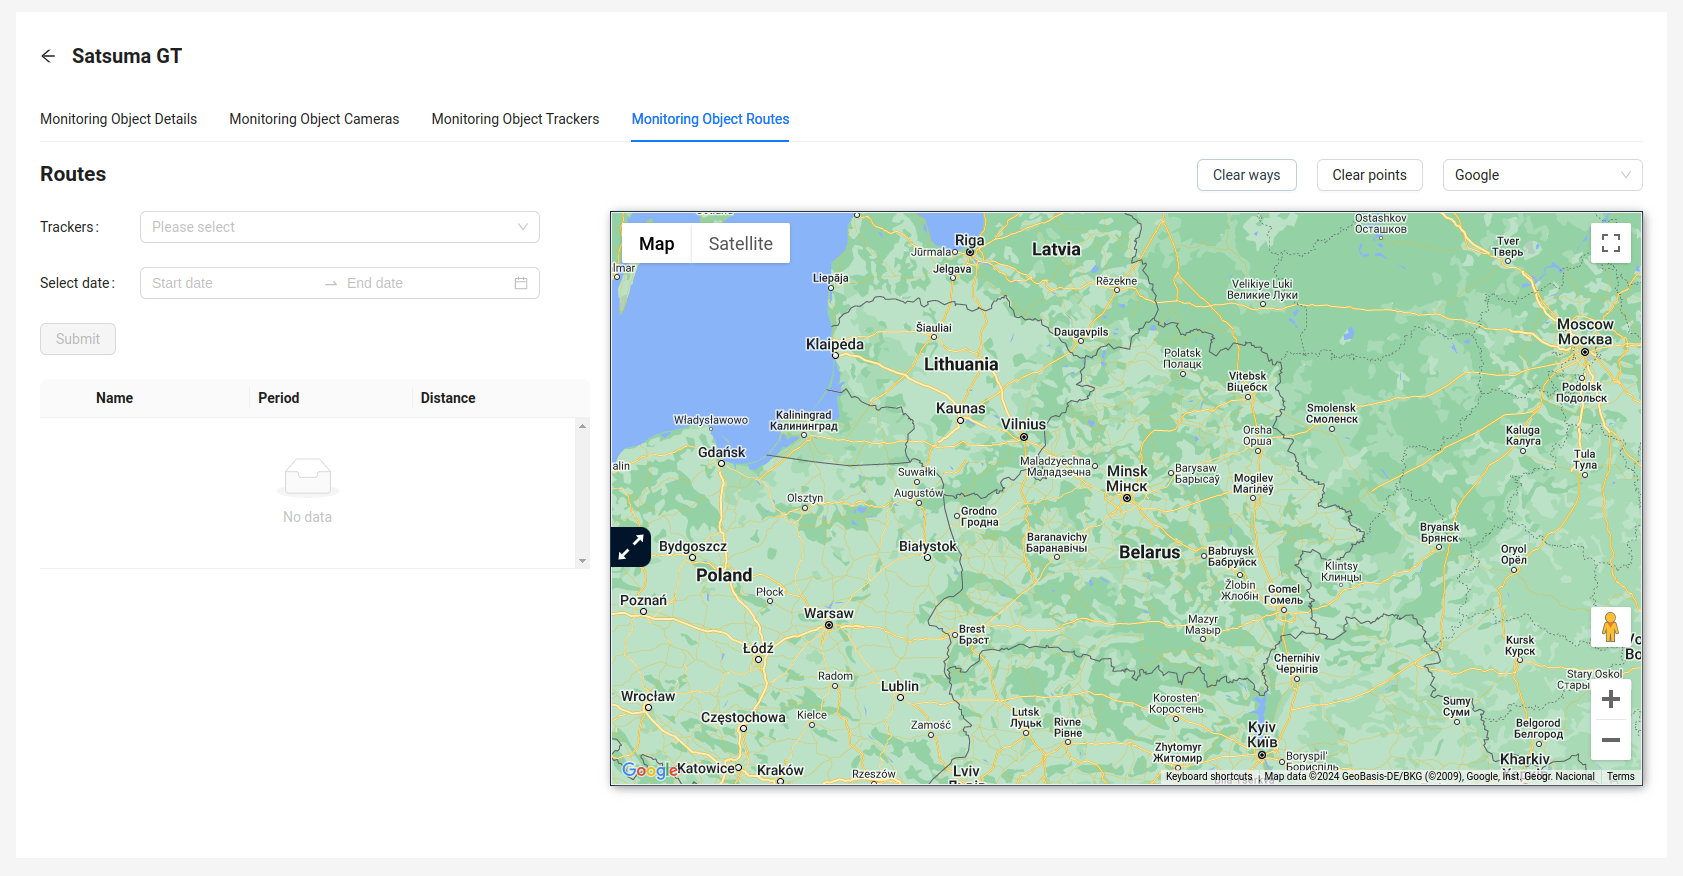 Satsuma GT
Monitoring Object Details
Monitoring Object Cameras
Monitoring Object Trackers
Monitoring Object Routes
Routes
Clear ways
Clear points
Google
Trackers:
Please select
Select date:
Start date
End date
Submit
Name
Period
Distance
No data
Map
Satellite
Riga
Jūrmala
Jelgava
Latvia
Liepāja
Rēzekne
Ostashkov
Осташков
Tver
Тверь
Velikiye Luki
Великие Луки
Šiauliai
Daugavpils
Moscow
Москва
Klaipėda
Lithuania
Polatsk
Полацк
Vitebsk
Віцебск
Podolsk
Подольск
Kaunas
Kaliningrad
Калининград
Władysławowo
Vilnius
Smolensk
Смоленск
Orsha
Орша
Kaluga
Калуга
Tula
Тула
Gdańsk
alin
Suwałki
Maladzyechna
Маладзечна
Minsk
Мінск
Barysaw
Барысаў
Mogilev
Магілёў
Olsztyn
Augustów
Grodno
Гродна
Bryansk
Брянск
Bydgoszcz
Białystok
Baranavichy
Баранавічы
Belarus
Babruysk
Бабруйск
Oryol
Орёл
Poland
Klintsy
Клинцы
Płock
Žlobin
Жлобін
Gomel
Гомель
Poznań
Warsaw
Brest
Брэст
Mazyr
Мазыр
Kursk
Курск
Łódź
Chernihiv
Чернігів
Radom
Stary Oskol
Wrocław
Lublin
Korosten'
Коростень
Sumy
Суми
Częstochowa
Kielce
Zamość
Lutsk
Луцьк
Rivne
Рівне
Kyiv
Київ
Belgorod
Белгород
Zhytomyr
Житомир
Boryspil'
Бориспіль
Kharkiv
Google
Katowice
Kraków
Rzeszów
Lviv
Keyboard shortcuts
Map data ©2024 GeoBasis-DE/BKG (©2009), Google, Inst. Geogr. Nacional
Terms